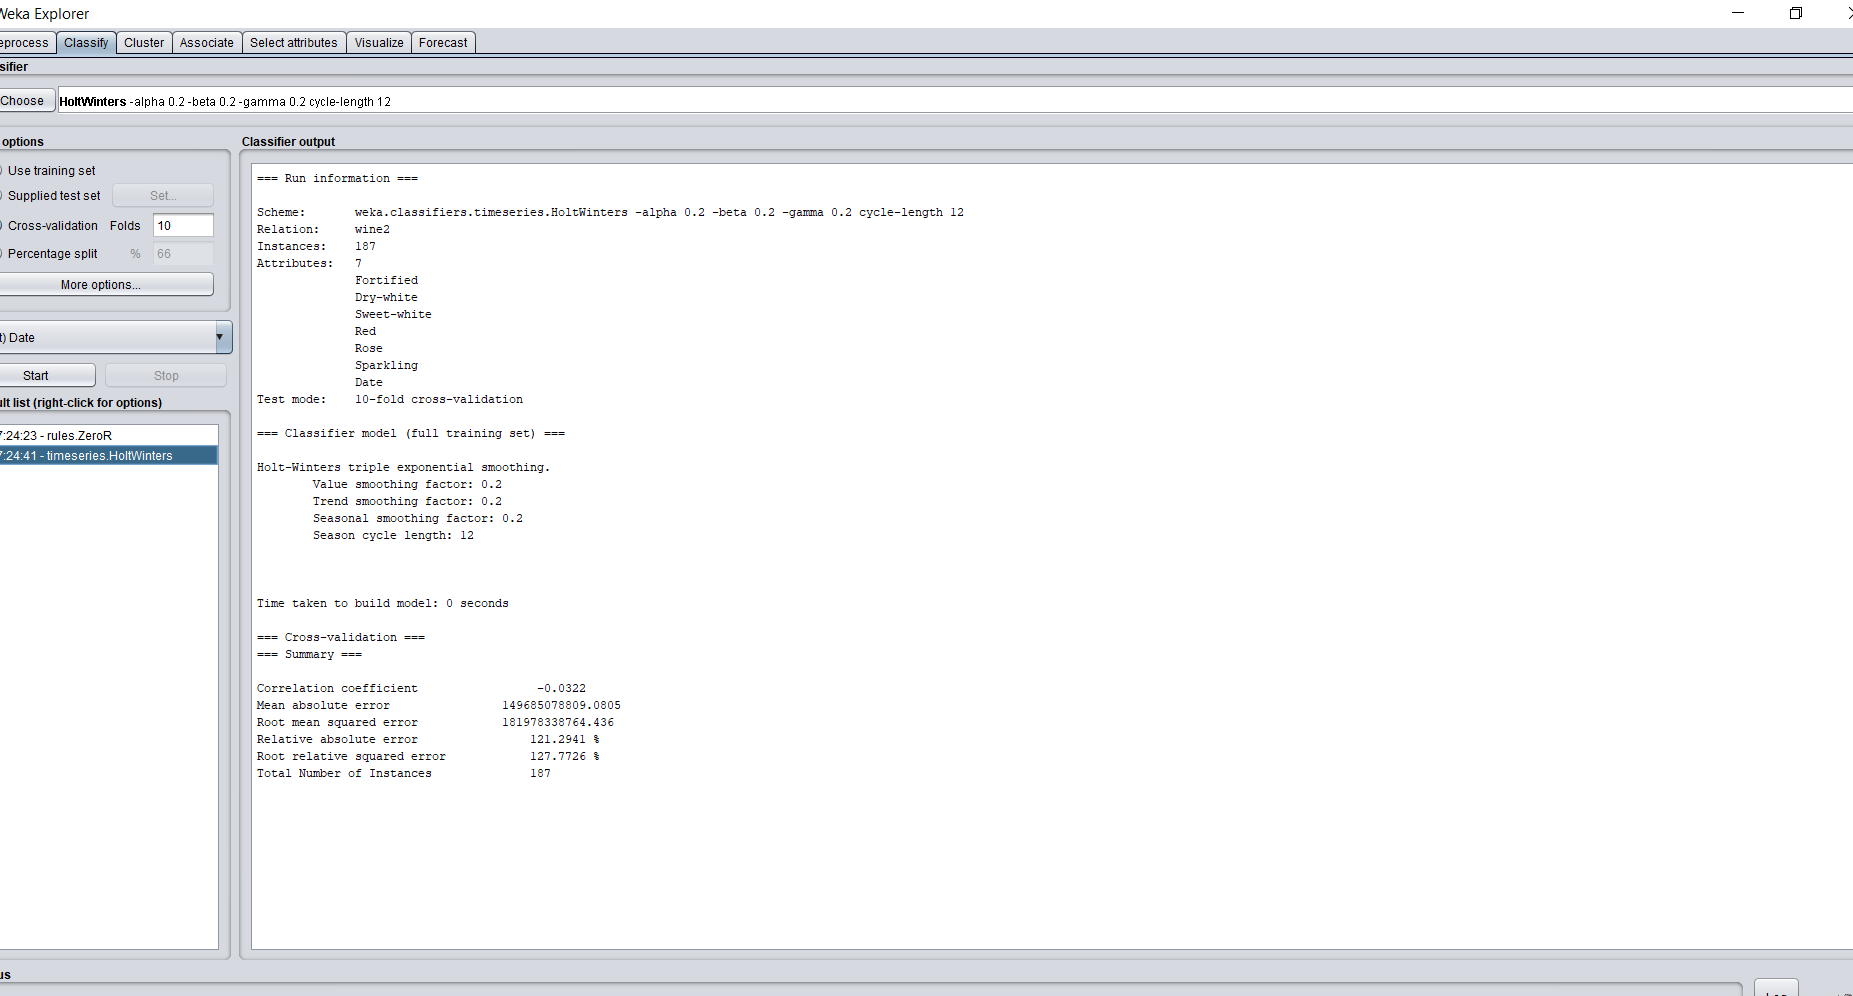 Weka Explorer
eprocess Classify Cluster Associate Select attributes Visualize Forecast
sifier
Choose HoltWinters -alpha 0.2 -beta 0.2 -gamma 0.2 cycle-length 12
options
Use training set
Supplied test set Set...
Cross-validation Folds 10
Percentage split % 66
More options...
t) Date
Start Stop
ult list (right-click for options)
7:24:23 - rules.ZeroR
7:24:41 - timeseries.HoltWinters
Classifier output
=== Run information ===
Scheme: weka.classifiers.timeseries.HoltWinters -alpha 0.2 -beta 0.2 -gamma 0.2 cycle-length 12
Relation: wine2
Instances: 187
Attributes: 7
Fortified
Dry-white
Sweet-white
Red
Rose
Sparkling
Date
Test mode: 10-fold cross-validation
=== Classifier model (full training set) ===
Holt-Winters triple exponential smoothing.
Value smoothing factor: 0.2
Trend smoothing factor: 0.2
Seasonal smoothing factor: 0.2
Season cycle length: 12
Time taken to build model: 0 seconds
=== Cross-validation ===
=== Summary ===
Correlation coefficient -0.0322
Mean absolute error 149685078809.0805
Root mean squared error 181978338764.436
Relative absolute error 121.2941 %
Root relative squared error 127.7726 %
Total Number of Instances 187
us